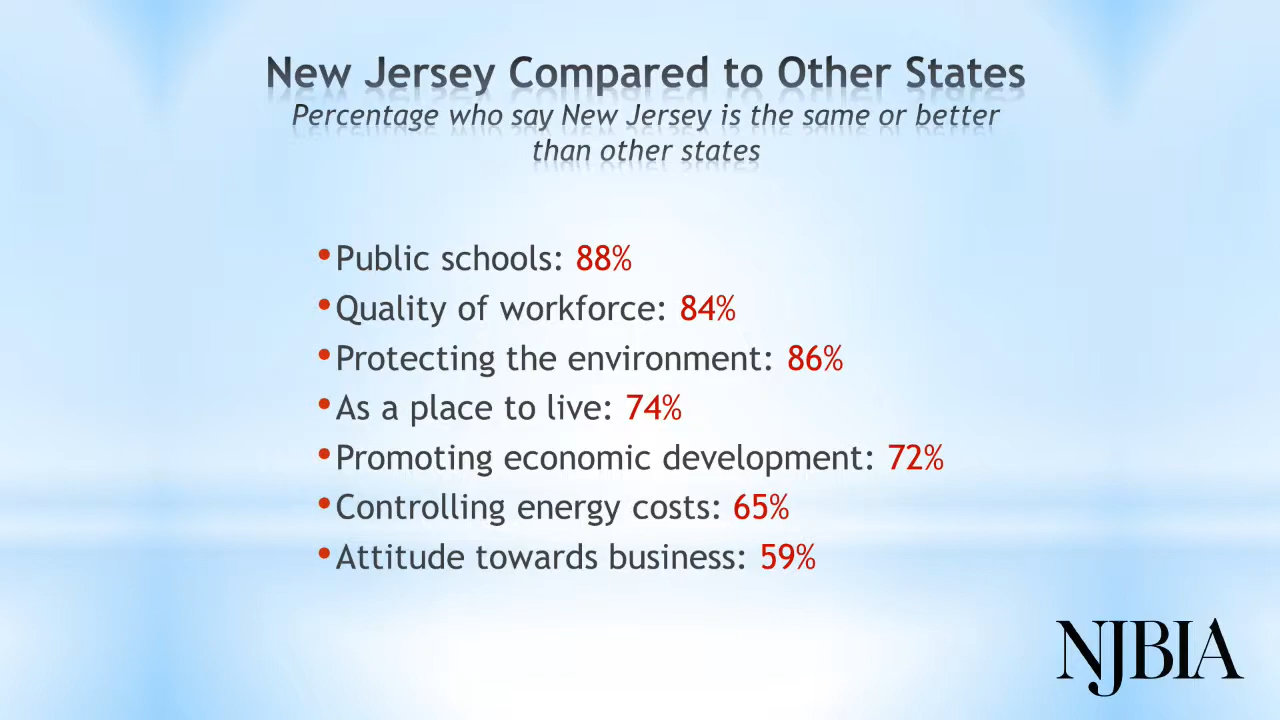 New Jersey Compared to Other States
Percentage who say New Jersey is the same or better
than other states
•Public schools: 88%
•Quality of workforce: 84%
•Protecting the environment: 86%
•As a place to live: 74%
•Promoting economic development: 72%
•Controlling energy costs: 65%
•Attitude towards business: 59%
NJBIA